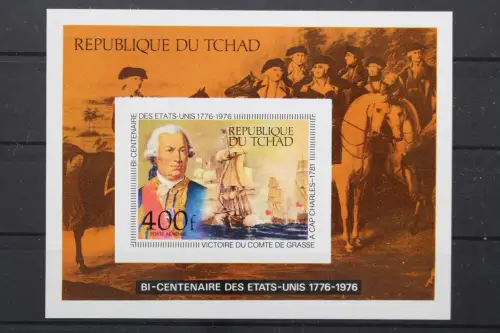 REPUBLIQUE DU TCHAD
BI-CENTENAIRE DES ETATS-UNIS 1776-1976
REPUBLIQUE
DU TCHAD
400F
POSTE AERIENNE
VICTOIRE DU COMTE DE GRASSE
A CAP CHARLES-1781
BI-CENTENAIRE DES ETATS-UNIS 1776-1976